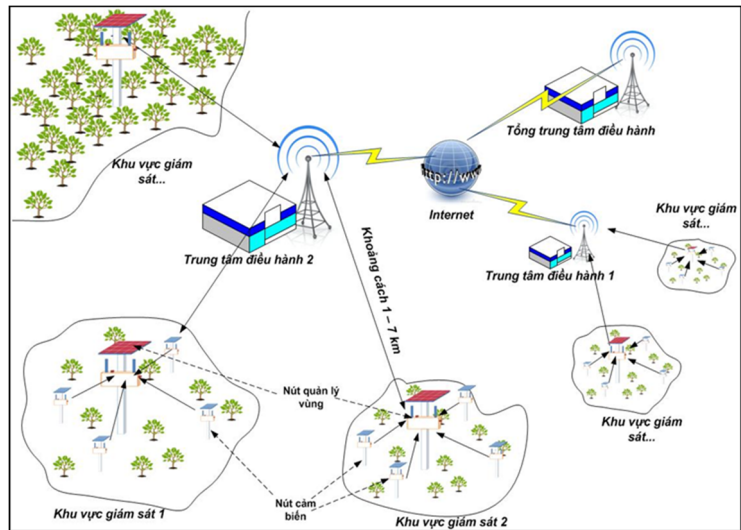 Khu vực giám
sát...
Tổng trung tâm điều hành
http://ww
Internet
Khu vực giám
sát...
Trung tâm điều hành 2
Trung tâm điều hành 1
Khoảng cách 1 – 7 km
Nút quản lý
vùng
Khu vực giám
sát...
Nút cảm
biến
Khu vực giám sát 1
Khu vực giám sát 2